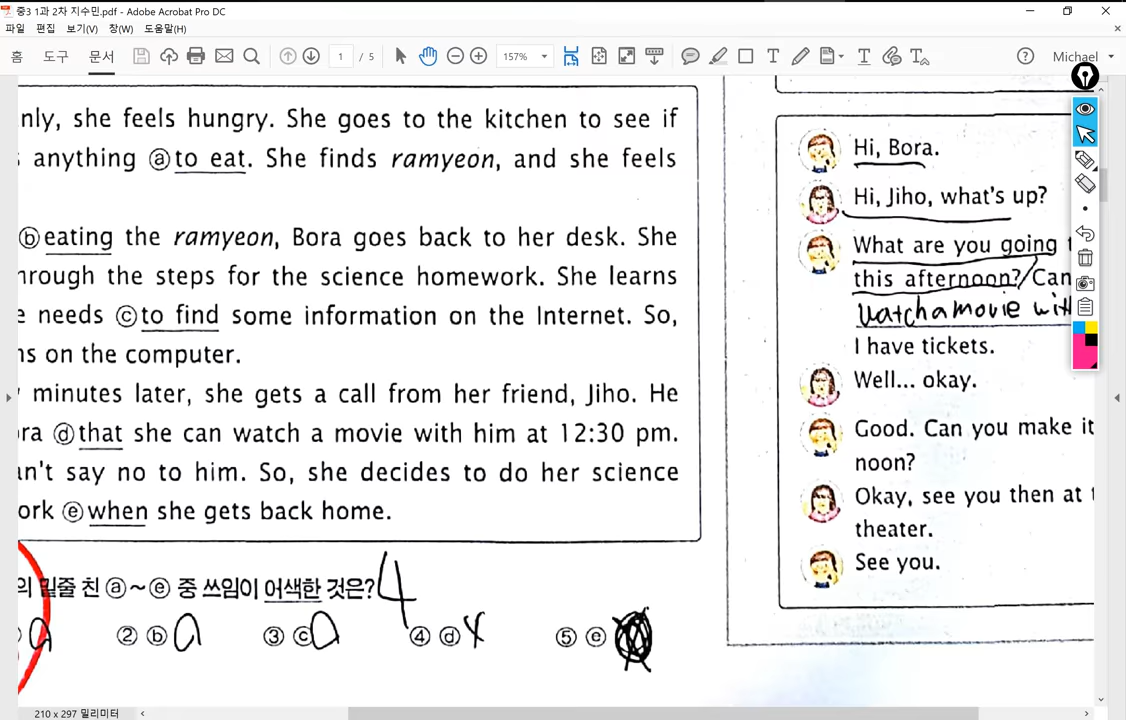 중3 1과 2차 지수민.pdf - Adobe Acrobat Pro DC
파일 편집 보기(V) 창(W) 도움말(H)
홈 도구 문서 1 / 5 157% Michael
nly, she feels hungry. She goes to the kitchen to see if
anything ⓐto eat. She finds ramyeon, and she feels
ⓑeating the ramyeon, Bora goes back to her desk. She
hrough the steps for the science homework. She learns
e needs ⓒto find some information on the Internet. So,
ns on the computer.
minutes later, she gets a call from her friend, Jiho. He
ra ⓓthat she can watch a movie with him at 12:30 pm.
an't say no to him. So, she decides to do her science
ork ⓔwhen she gets back home.
의 밑줄 친 ⓐ~ⓔ 중 쓰임이 어색한 것은? 4
a ② ⓑ a ③ ⓒ a ④ ⓓ x ⑤ ⓔ
Hi, Bora.
Hi, Jiho, what's up?
What are you going t
this afternoon?/Can
watch a movie wit
I have tickets.
Well... okay.
Good. Can you make it
noon?
Okay, see you then at t
theater.
See you.
210 x 297 밀리미터